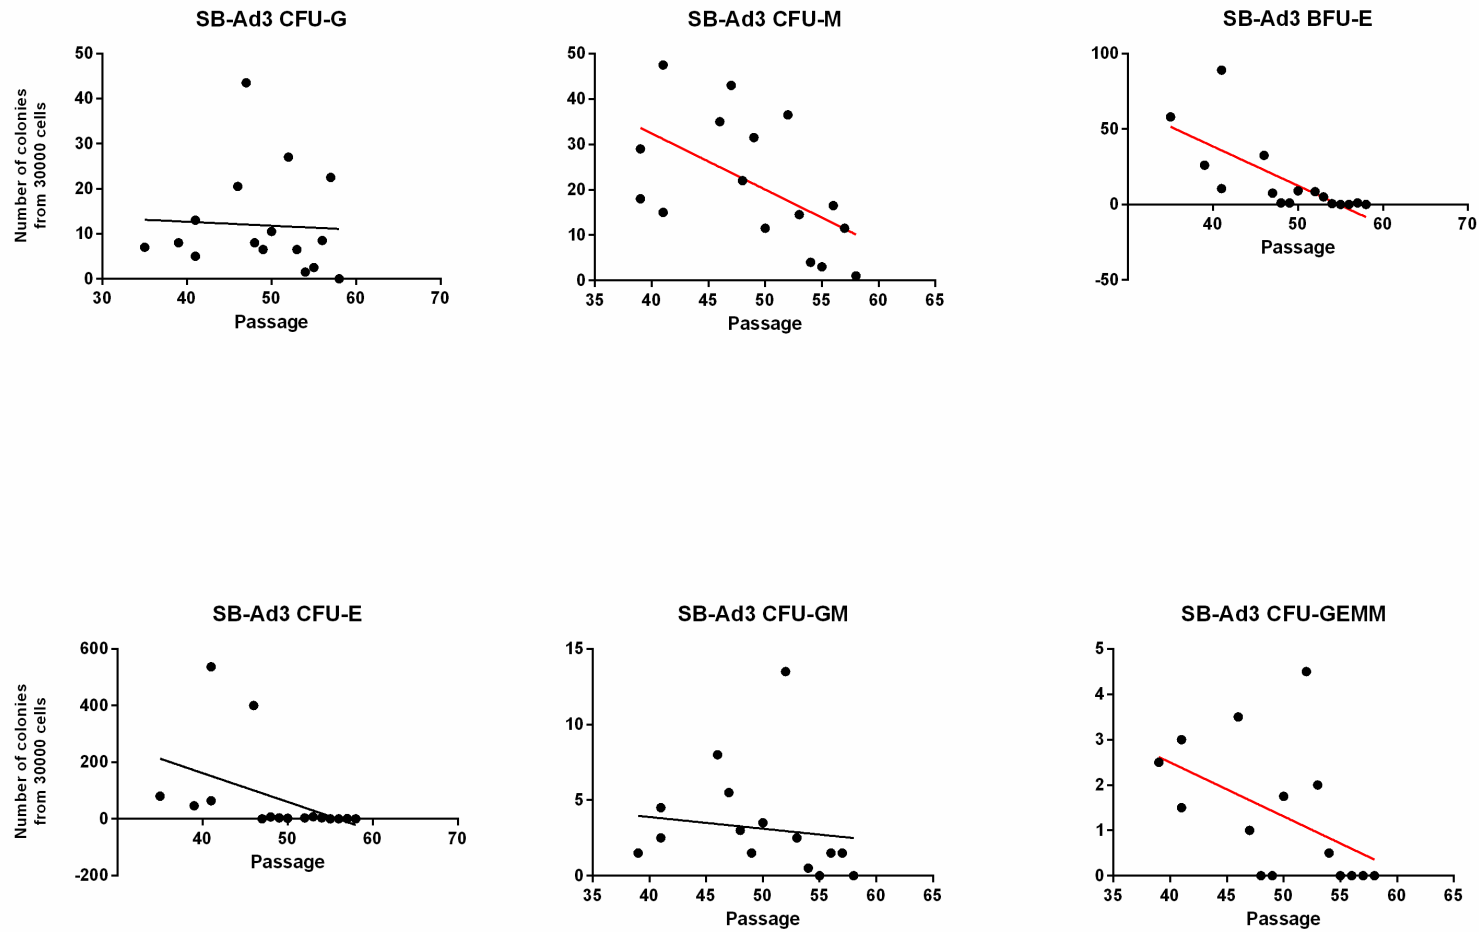 SB-Ad3 CFU-G
Number of colonies
from 30000 cells
50
40
30
20
10
0
30 40 50 60 70
Passage
SB-Ad3 CFU-M
50
40
30
20
10
0
35 40 45 50 55 60 65
Passage
SB-Ad3 BFU-E
100
50
0
-50
40 50 60 70
Passage
SB-Ad3 CFU-E
Number of colonies
from 30000 cells
600
400
200
0
-200
40 50 60 70
Passage
SB-Ad3 CFU-GM
15
10
5
0
35 40 45 50 55 60 65
Passage
SB-Ad3 CFU-GEMM
5
4
3
2
1
0
35 40 45 50 55 60 65
Passage